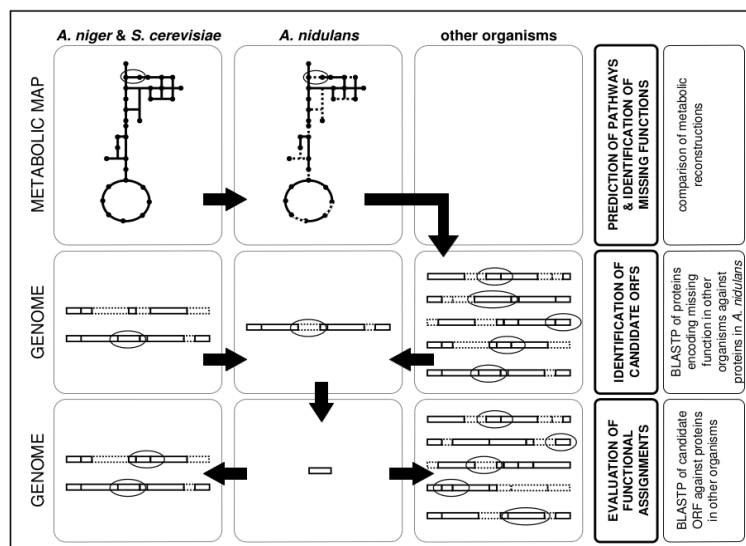 A. niger & S. cerevisiae
A. nidulans
other organisms
METABOLIC MAP
PREDICTION OF PATHWAYS
& IDENTIFICATION OF
MISSING FUNCTIONS
comparison of metabolic
reconstructions
GENOME
IDENTIFICATION OF
CANDIDATE ORFS
BLASTP of proteins
encoding missing
function in other
organisms against
proteins in A. nidulans
GENOME
EVALUATION OF
FUNCTIONAL
ASSIGNMENTS
BLASTP of candidate
ORF against proteins
in other organisms